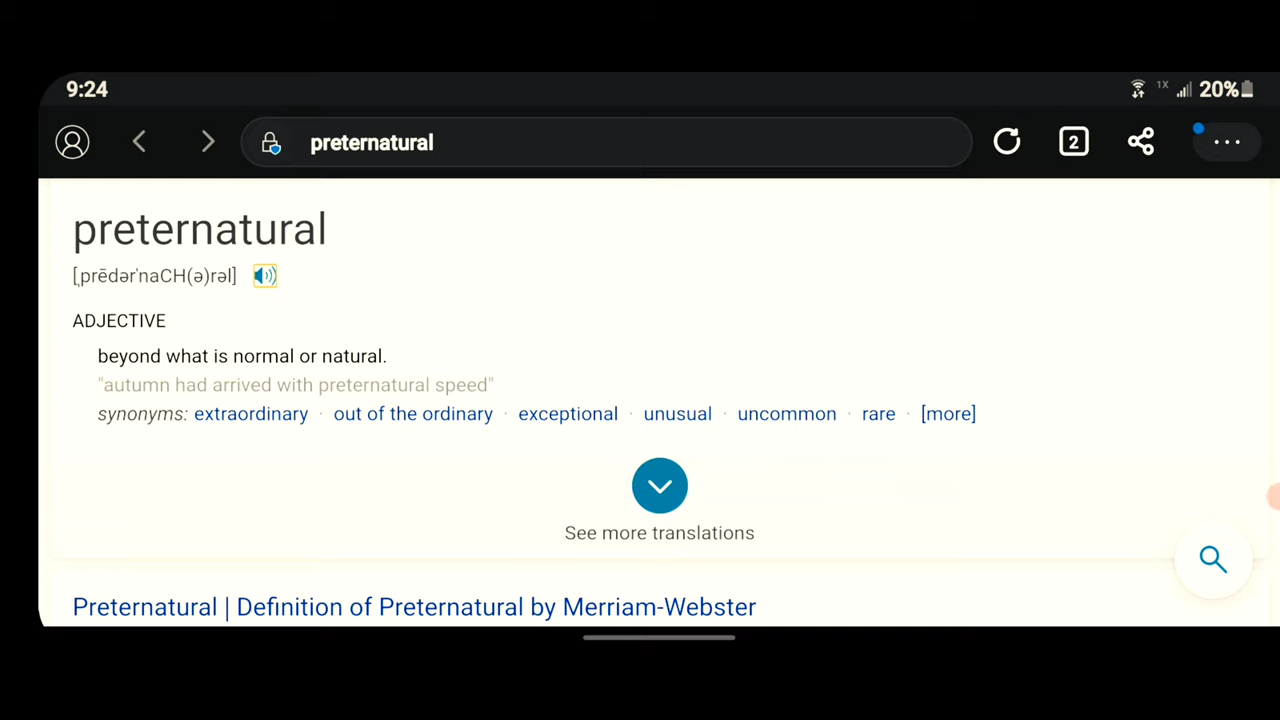 9:24
1X 20%
preternatural
2
preternatural
[ˌprēdərˈnaCH(ə)rəl]
ADJECTIVE
beyond what is normal or natural.
"autumn had arrived with preternatural speed"
synonyms: extraordinary · out of the ordinary · exceptional · unusual · uncommon · rare · [more]
See more translations
Preternatural | Definition of Preternatural by Merriam-Webster